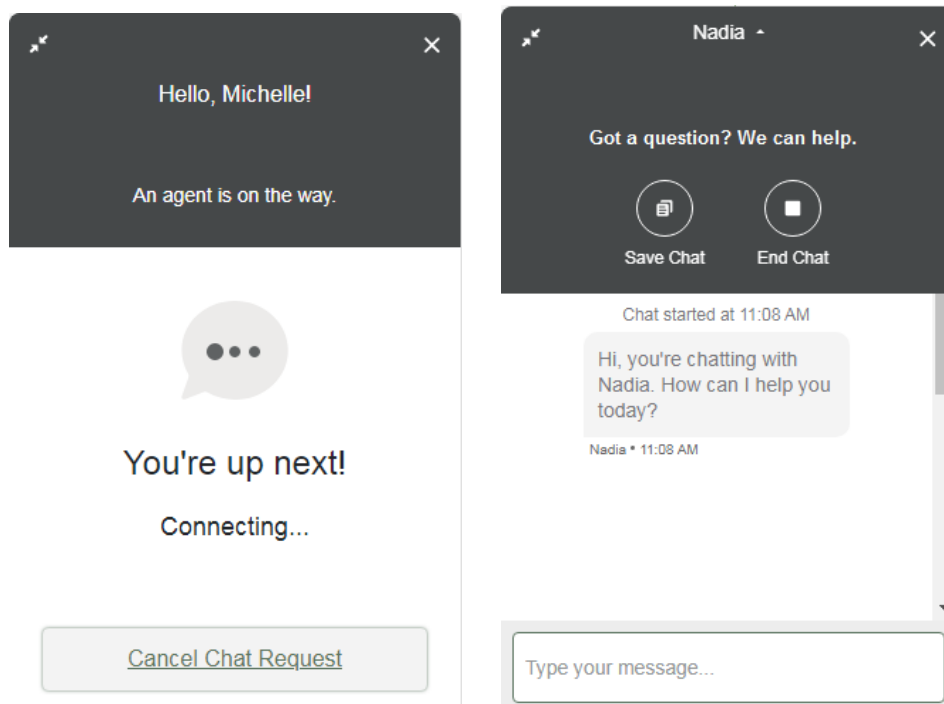 Hello, Michelle!
An agent is on the way.
You're up next!
Connecting...
Cancel Chat Request
Nadia
Got a question? We can help.
Save Chat
End Chat
Chat started at 11:08 AM
Hi, you're chatting with
Nadia. How can I help you
today?
Nadia • 11:08 AM
Type your message...